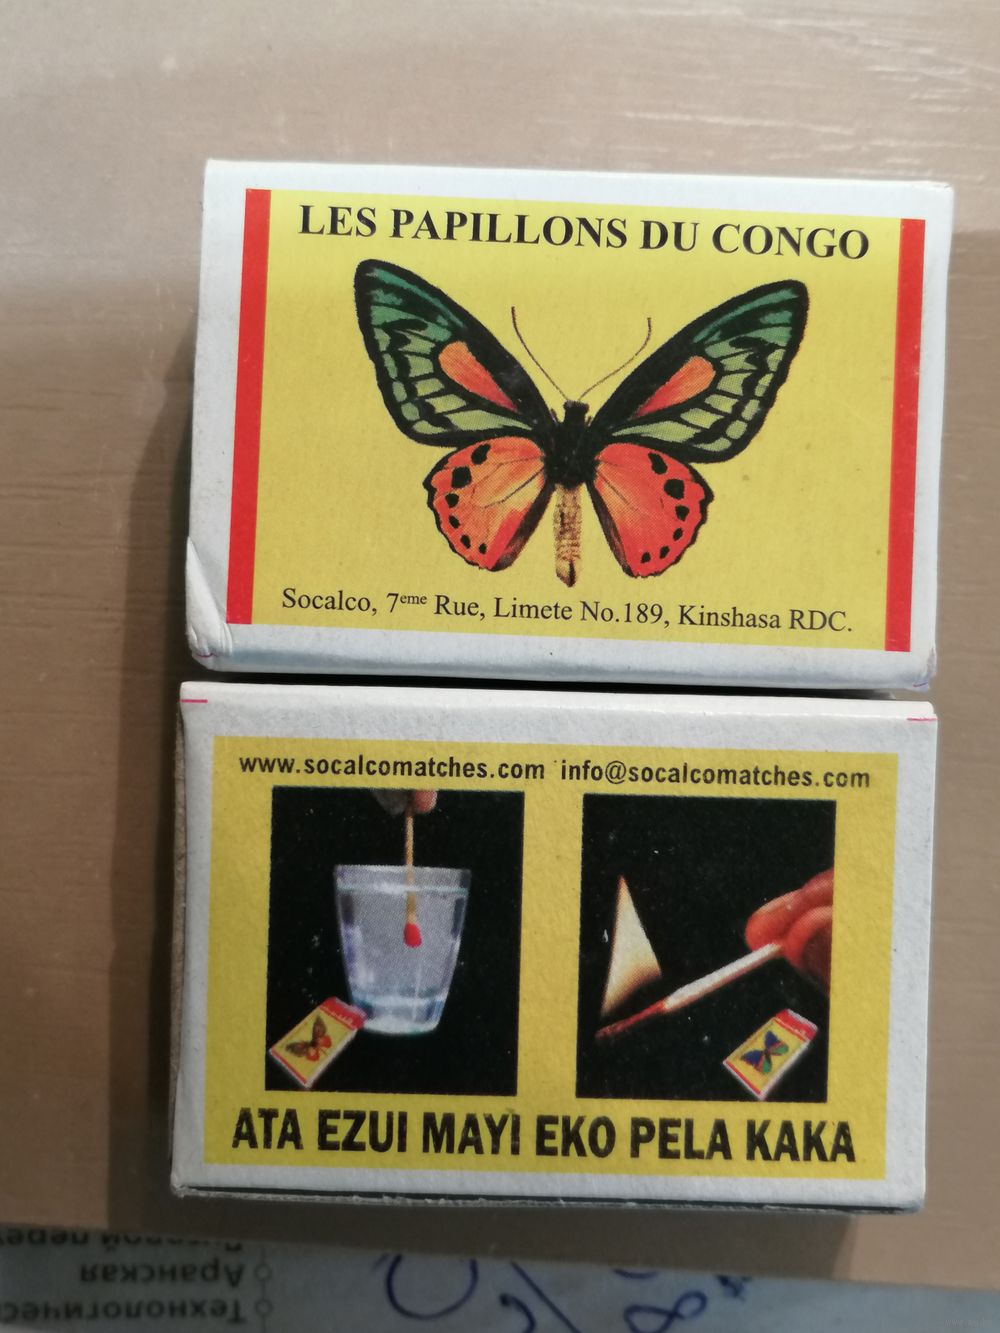 LES PAPILLONS DU CONGO
Socalco, 7eme Rue, Limete No.189, Kinshasa RDC.
www.socalcomatches.com info@socalcomatches.com
ATA EZUI MAYI EKO PELA KAKA
Аранская